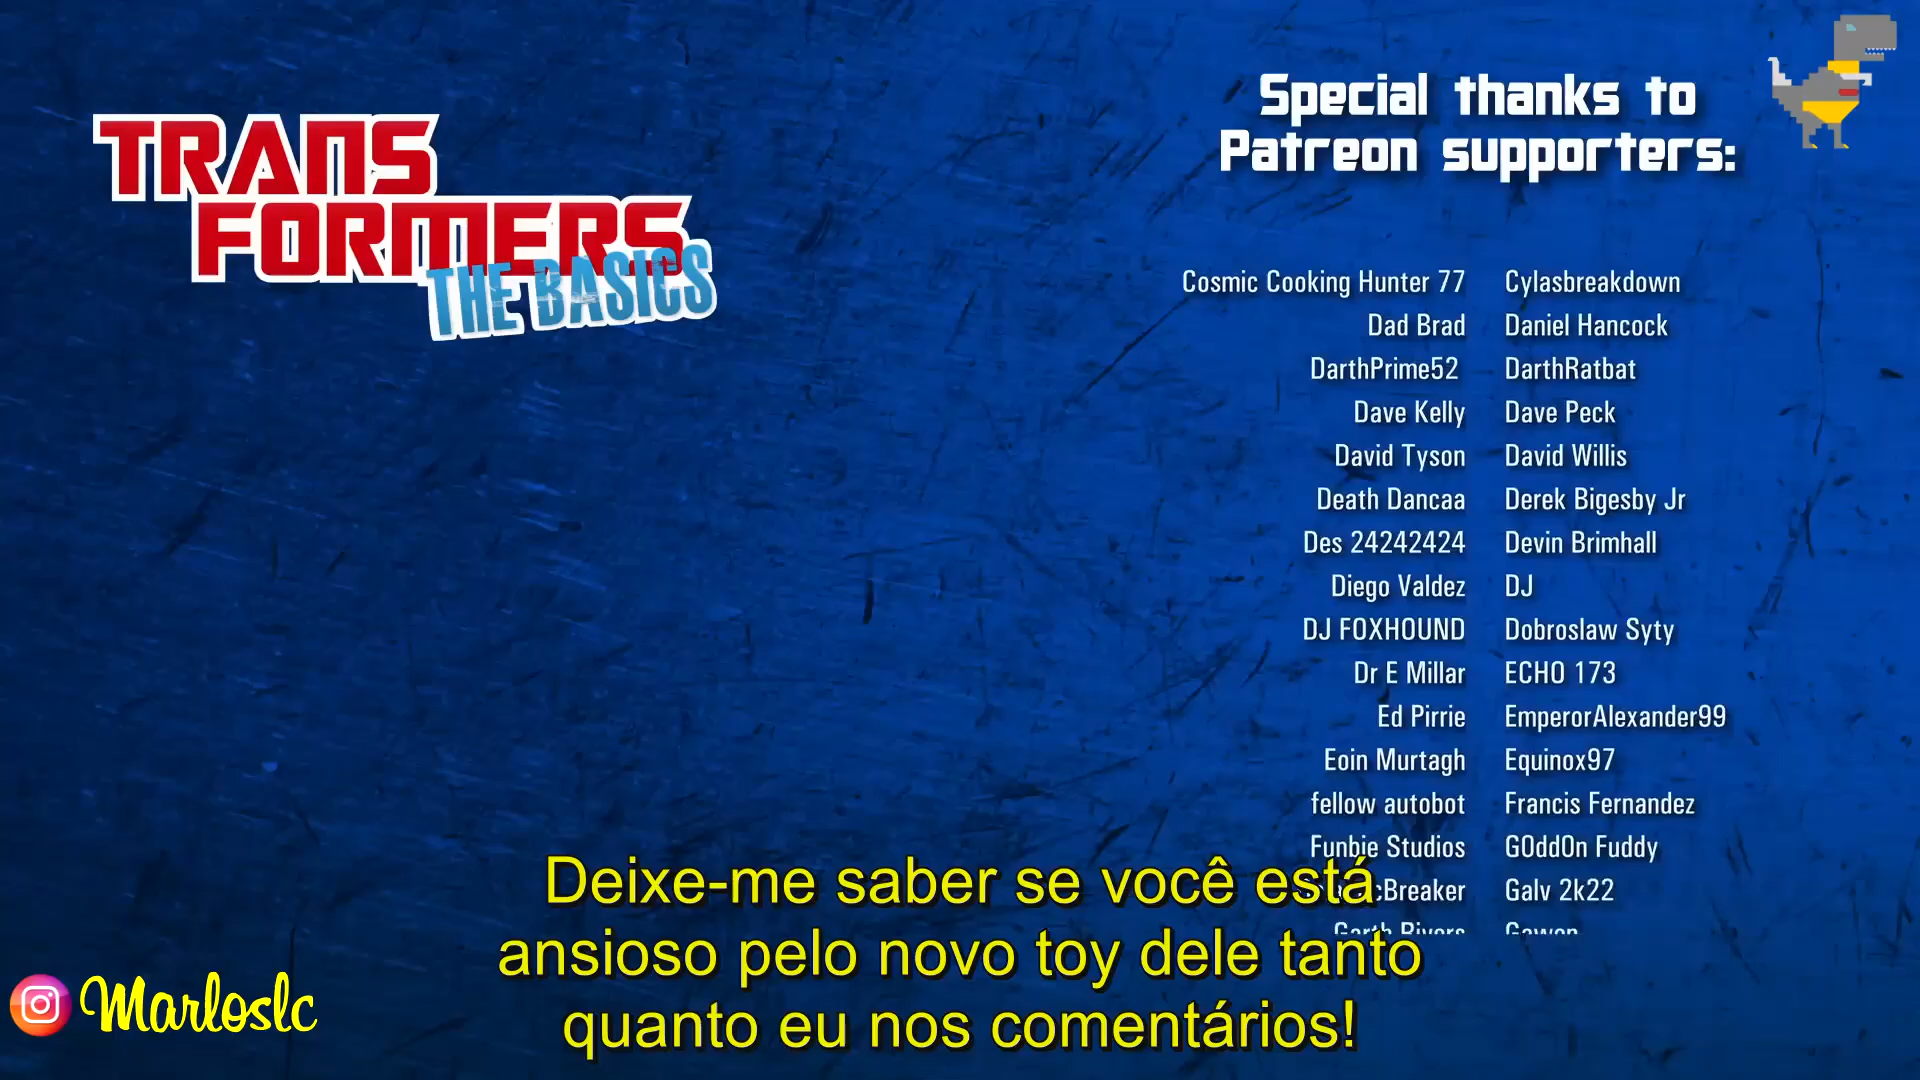 TRANS
FORMERS
THE BASICS
Special thanks to
Patreon supporters:
Cosmic Cooking Hunter 77 Cylasbreakdown
Dad Brad Daniel Hancock
DarthPrime52 DarthRatbat
Dave Kelly Dave Peck
David Tyson David Willis
Death Dancaa Derek Bigesby Jr
Des 24242424 Devin Brimhall
Diego Valdez DJ
DJ FOXHOUND Dobroslaw Syty
Dr E Millar ECHO 173
Ed Pirrie EmperorAlexander99
Eoin Murtagh Equinox97
fellow autobot Francis Fernandez
Funbie Studios G0dd0n Fuddy
Galv 2k22
Garth Rivers Gawen
Deixe-me saber se você está
ansioso pelo novo toy dele tanto
quanto eu nos comentários!
Marloslc